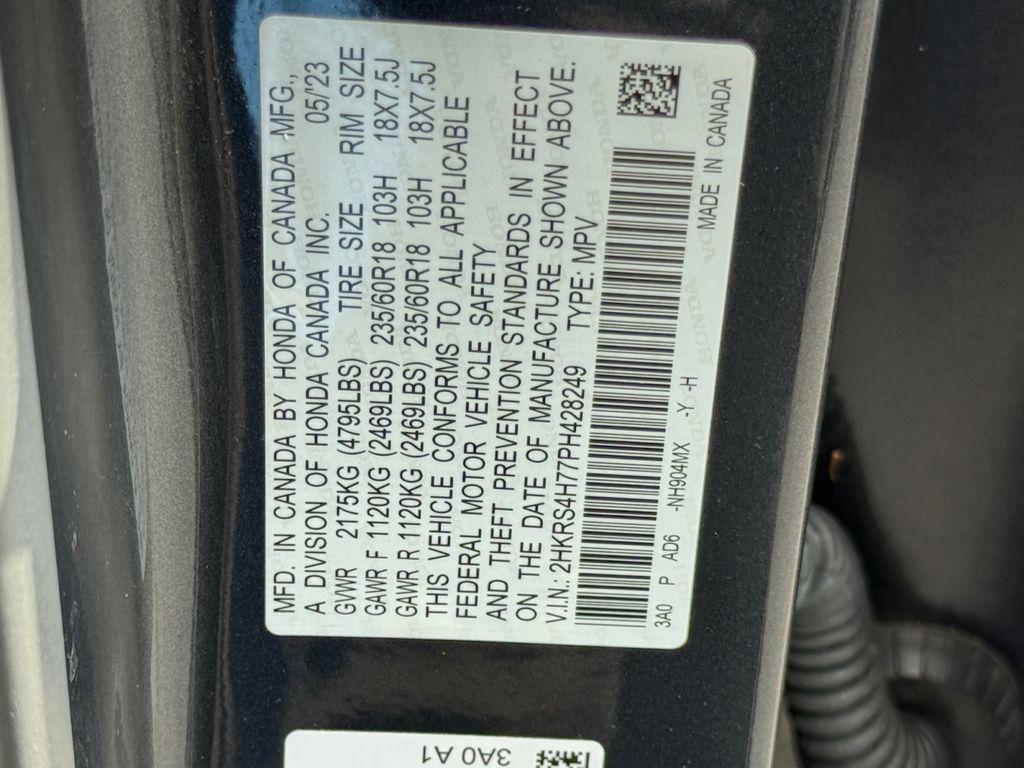 MFD. IN CANADA BY HONDA OF CANADA MFG.,
A DIVISION OF HONDA CANADA INC. 05/'23
GVWR 2175KG (4795LBS) TIRE SIZE RIM SIZE
GAWR F 1120KG (2469LBS) 235/60R18 103H 18X7.5J
GAWR R 1120KG (2469LBS) 235/60R18 103H 18X7.5J
THIS VEHICLE CONFORMS TO ALL APPLICABLE
FEDERAL MOTOR VEHICLE SAFETY
AND THEFT PREVENTION STANDARDS IN EFFECT
ON THE DATE OF MANUFACTURE SHOWN ABOVE.
V.I.N.: 2HKRS4H77PH428249 TYPE: MPV
3A0 P AD6 -NH904MX -Y -H
MADE IN CANADA
HONDA
3A0 A1